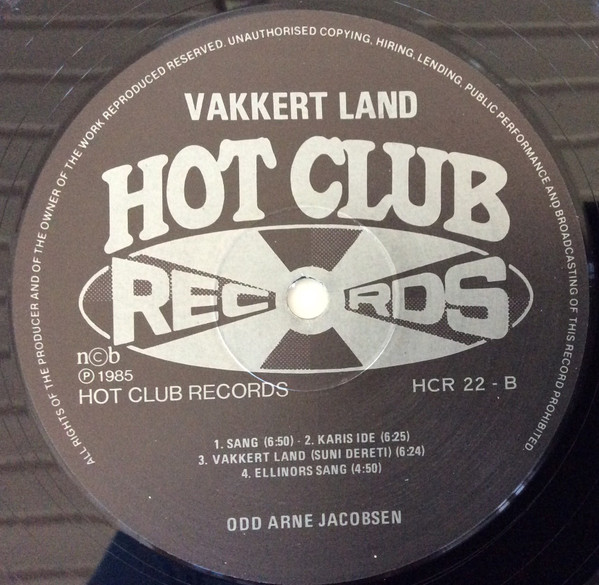 ALL RIGHTS OF THE PRODUCER AND OF THE OWNER OF THE WORK REPRODUCED RESERVED. UNAUTHORISED COPYING, HIRING, LENDING, PUBLIC PERFORMANCE AND BROADCASTING OF THIS RECORD PROHIBITED
VAKKERT LAND
HOT CLUB
RECORDS
n©b
℗ 1985
HOT CLUB RECORDS
HCR 22 - B
1. SANG (6:50) - 2. KARIS IDE (6:25)
3. VAKKERT LAND (SUNI DERETI) (6:24)
4. ELLINORS SANG (4:50)
ODD ARNE JACOBSEN